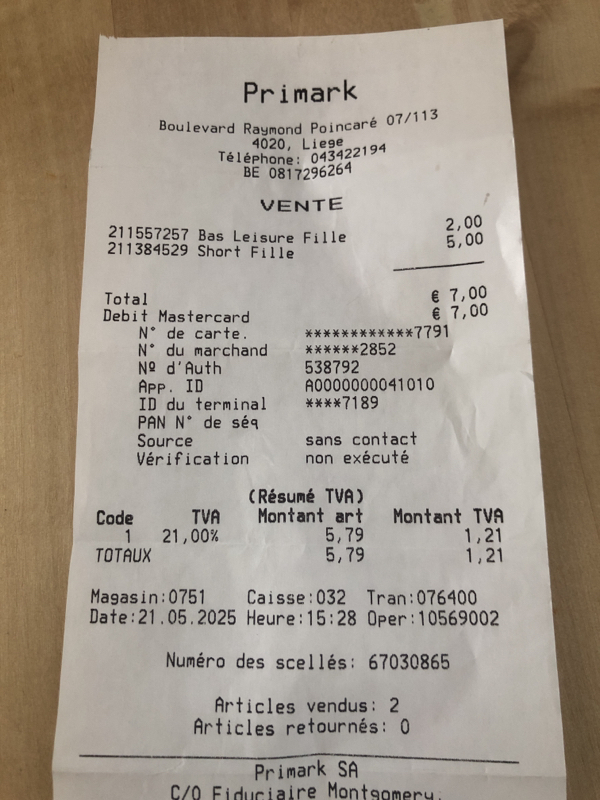 Primark
Boulevard Raymond Poincaré 07/113
4020, Liege
Téléphone: 043422194
BE 0817296264
VENTE
211557257 Bas Leisure Fille 2,00
211384529 Short Fille 5,00
Total € 7,00
Debit Mastercard € 7,00
N° de carte. ************7791
N° du marchand ******2852
Nº d'Auth 538792
App. ID A0000000041010
ID du terminal ****7189
PAN N° de séq
Source sans contact
Vérification non exécuté
(Résumé TVA)
Code TVA Montant art Montant TVA
1 21,00% 5,79 1,21
TOTAUX 5,79 1,21
Magasin:0751 Caisse:032 Tran:076400
Date:21.05.2025 Heure:15:28 Oper:10569002
Numéro des scellés: 67030865
Articles vendus: 2
Articles retournés: 0
Primark SA
C/O Fiduciaire Montgomery,